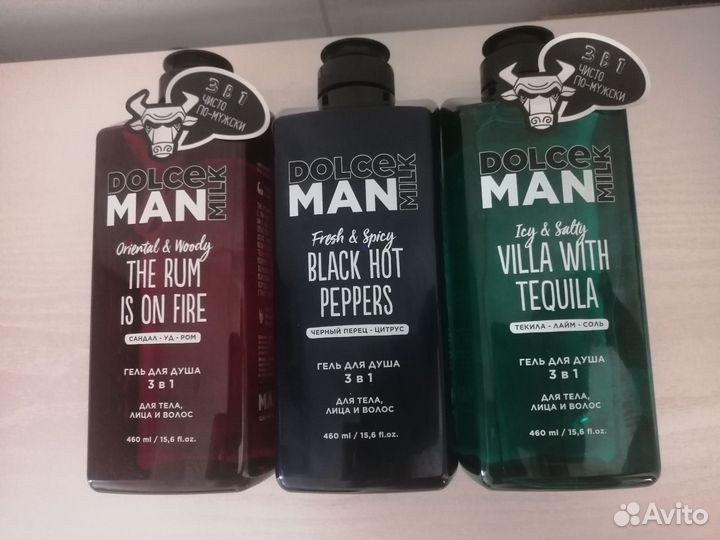 3 В 1
ЧИСТО
ПО-МУЖСКИ
DOLCE
MILK
MAN
Oriental & Woody
THE RUM
IS ON FIRE
САНДАЛ - УД - РОМ
ГЕЛЬ ДЛЯ ДУША
3 в 1
ДЛЯ ТЕЛА,
ЛИЦА И ВОЛОС
460 ml / 15,6 fl.oz.
DOLCE
MILK
MAN
Fresh & Spicy
BLACK HOT
PEPPERS
ЧЕРНЫЙ ПЕРЕЦ - ЦИТРУС
ГЕЛЬ ДЛЯ ДУША
3 в 1
ДЛЯ ТЕЛА,
ЛИЦА И ВОЛОС
460 ml / 15,6 fl.oz.
3 В 1
ЧИСТО
ПО-МУЖСКИ
DOLCE
MILK
MAN
Icy & Salty
VILLA WITH
TEQUILA
ТЕКИЛА - ЛАЙМ - СОЛЬ
ГЕЛЬ ДЛЯ ДУША
3 в 1
ДЛЯ ТЕЛА,
ЛИЦА И ВОЛОС
460 ml / 15,6 fl.oz.
Avito